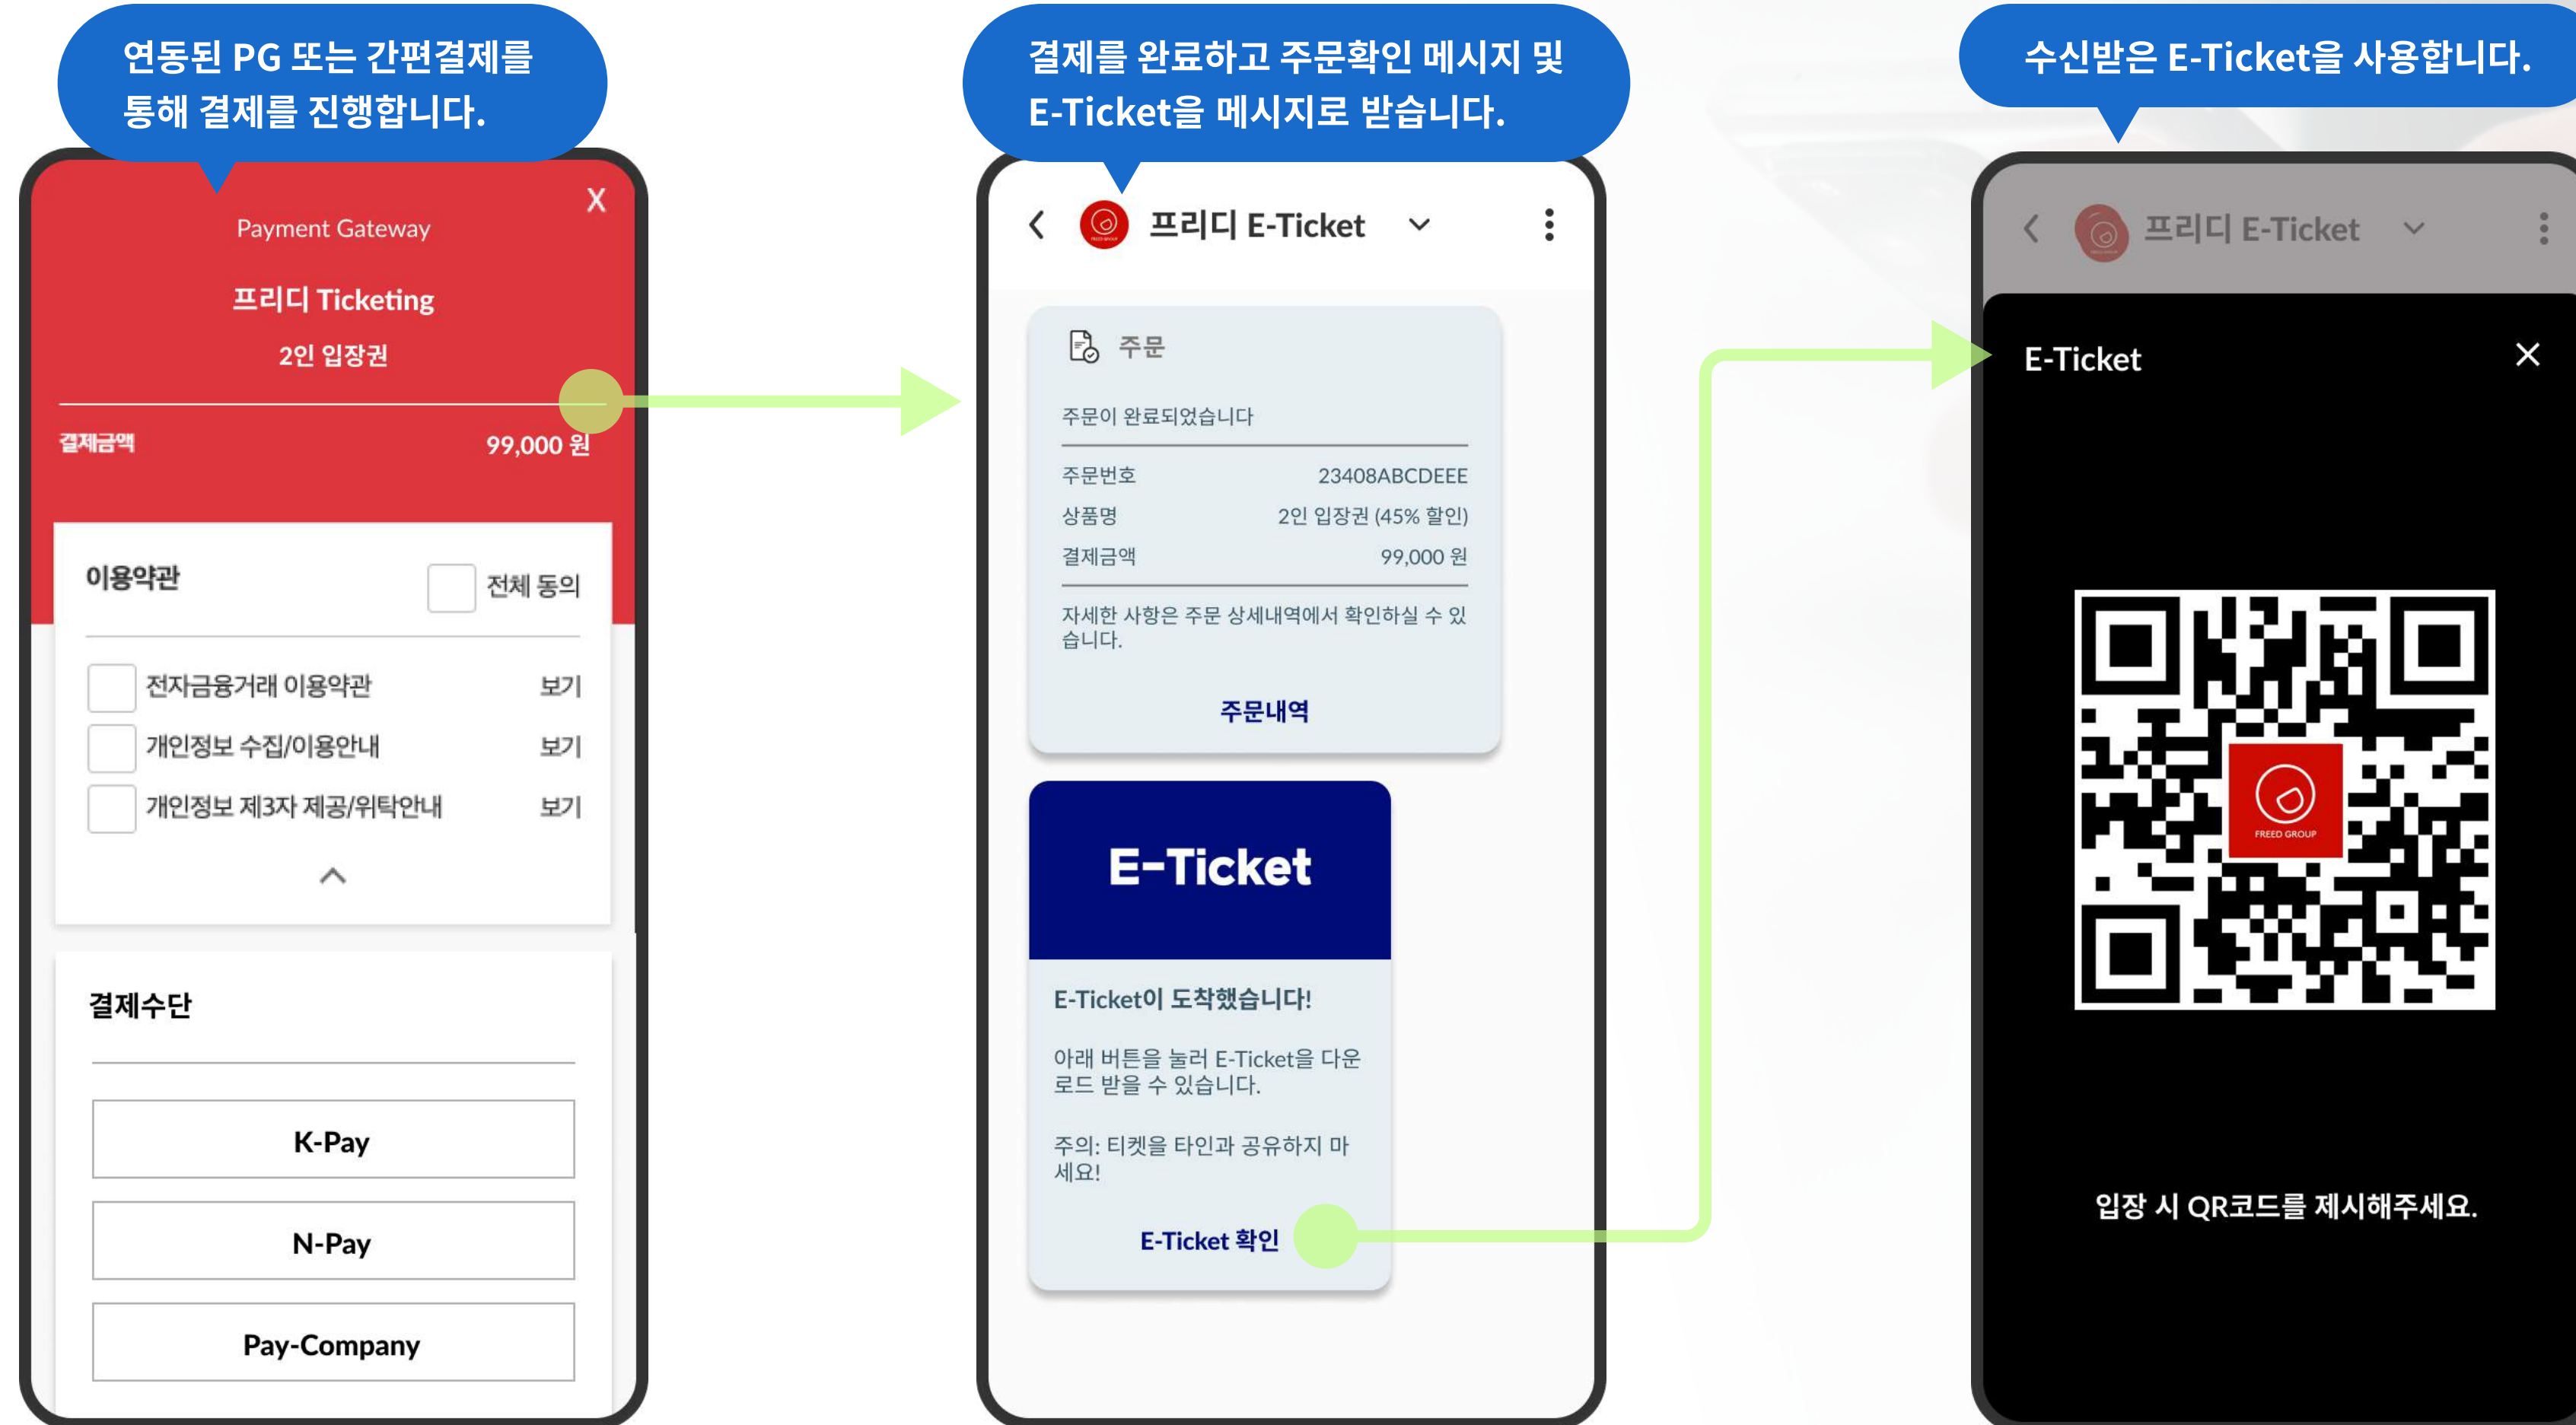 연동된 PG 또는 간편결제를
통해 결제를 진행합니다.
X
Payment Gateway
프리디 Ticketing
2인 입장권
결제금액 99,000 원
이용약관 전체 동의
전자금융거래 이용약관 보기
개인정보 수집/이용안내 보기
개인정보 제3자 제공/위탁안내 보기
결제수단
K-Pay
N-Pay
Pay-Company
결제를 완료하고 주문확인 메시지 및
E-Ticket을 메시지로 받습니다.
프리디 E-Ticket
주문
주문이 완료되었습니다
주문번호 23408ABCDEEE
상품명 2인 입장권 (45% 할인)
결제금액 99,000 원
자세한 사항은 주문 상세내역에서 확인하실 수 있
습니다.
주문내역
E-Ticket
E-Ticket이 도착했습니다!
아래 버튼을 눌러 E-Ticket을 다운
로드 받을 수 있습니다.
주의: 티켓을 타인과 공유하지 마
세요!
E-Ticket 확인
수신받은 E-Ticket을 사용합니다.
프리디 E-Ticket
E-Ticket
FREED GROUP
입장 시 QR코드를 제시해주세요.